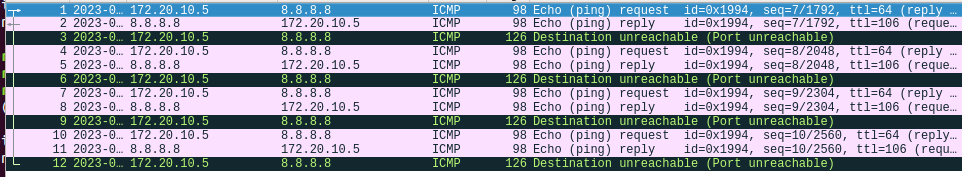 1 2023-0… 172.20.10.5 8.8.8.8 ICMP 98 Echo (ping) request id=0x1994, seq=7/1792, ttl=64 (reply …
2 2023-0… 8.8.8.8 172.20.10.5 ICMP 98 Echo (ping) reply id=0x1994, seq=7/1792, ttl=106 (reque…
3 2023-0… 172.20.10.5 8.8.8.8 ICMP 126 Destination unreachable (Port unreachable)
4 2023-0… 172.20.10.5 8.8.8.8 ICMP 98 Echo (ping) request id=0x1994, seq=8/2048, ttl=64 (reply …
5 2023-0… 8.8.8.8 172.20.10.5 ICMP 98 Echo (ping) reply id=0x1994, seq=8/2048, ttl=106 (reque…
6 2023-0… 172.20.10.5 8.8.8.8 ICMP 126 Destination unreachable (Port unreachable)
7 2023-0… 172.20.10.5 8.8.8.8 ICMP 98 Echo (ping) request id=0x1994, seq=9/2304, ttl=64 (reply …
8 2023-0… 8.8.8.8 172.20.10.5 ICMP 98 Echo (ping) reply id=0x1994, seq=9/2304, ttl=106 (reque…
9 2023-0… 172.20.10.5 8.8.8.8 ICMP 126 Destination unreachable (Port unreachable)
10 2023-0… 172.20.10.5 8.8.8.8 ICMP 98 Echo (ping) request id=0x1994, seq=10/2560, ttl=64 (reply…
11 2023-0… 8.8.8.8 172.20.10.5 ICMP 98 Echo (ping) reply id=0x1994, seq=10/2560, ttl=106 (requ…
12 2023-0… 172.20.10.5 8.8.8.8 ICMP 126 Destination unreachable (Port unreachable)